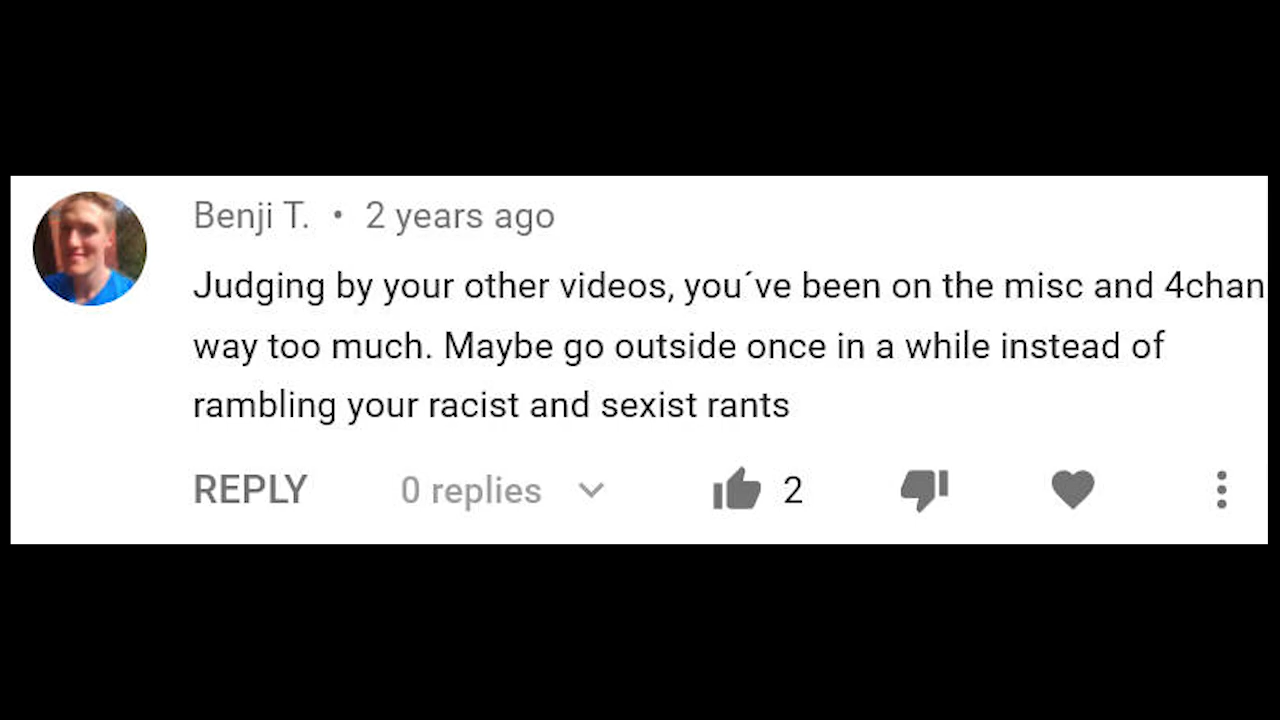 Benji T. • 2 years ago
Judging by your other videos, you´ve been on the misc and 4chan
way too much. Maybe go outside once in a while instead of
rambling your racist and sexist rants
REPLY 0 replies 2